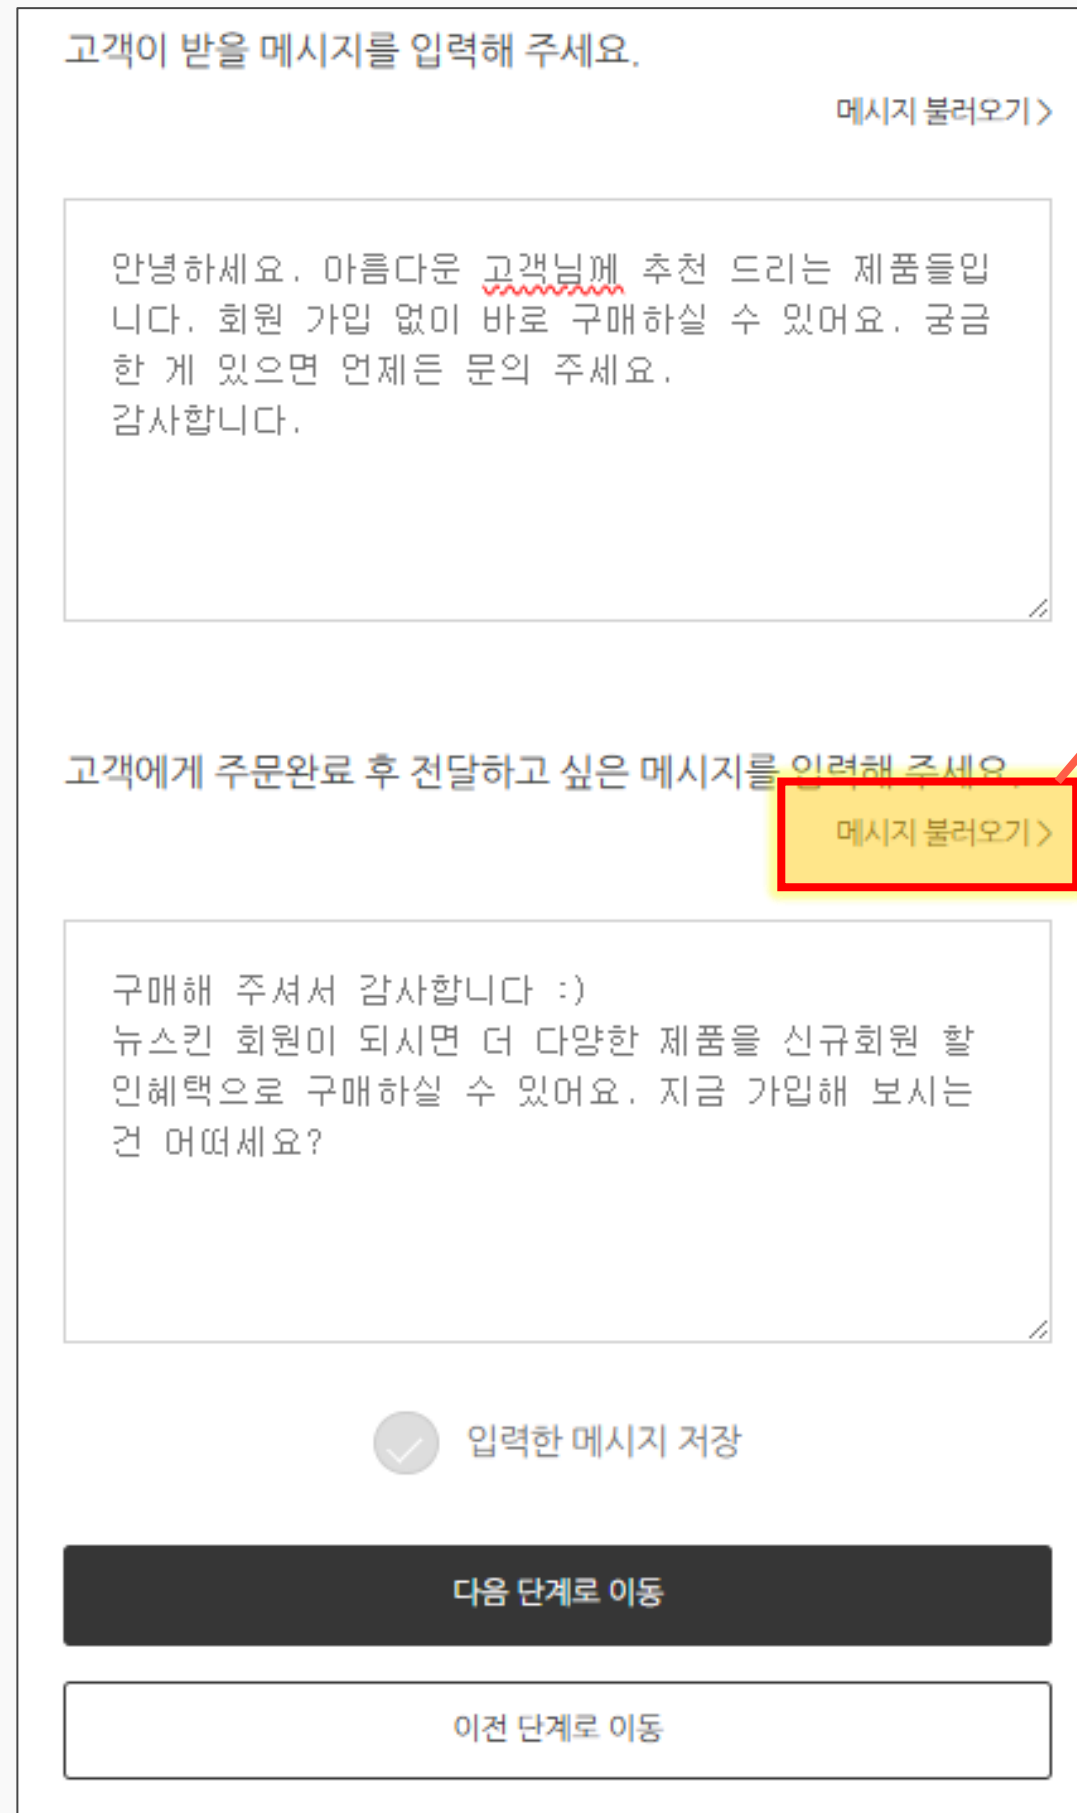 고객이 받을 메시지를 입력해 주세요.
메시지 불러오기 >
안녕하세요. 아름다운 고객님께 추천 드리는 제품들입
니다. 회원 가입 없이 바로 구매하실 수 있어요. 궁금
한 게 있으면 언제든 문의 주세요.
감사합니다.
고객에게 주문완료 후 전달하고 싶은 메시지를 입력해 주세요.
메시지 불러오기 >
구매해 주셔서 감사합니다 :)
뉴스킨 회원이 되시면 더 다양한 제품을 신규회원 할
인혜택으로 구매하실 수 있어요. 지금 가입해 보시는
건 어떠세요?
입력한 메시지 저장
다음 단계로 이동
이전 단계로 이동